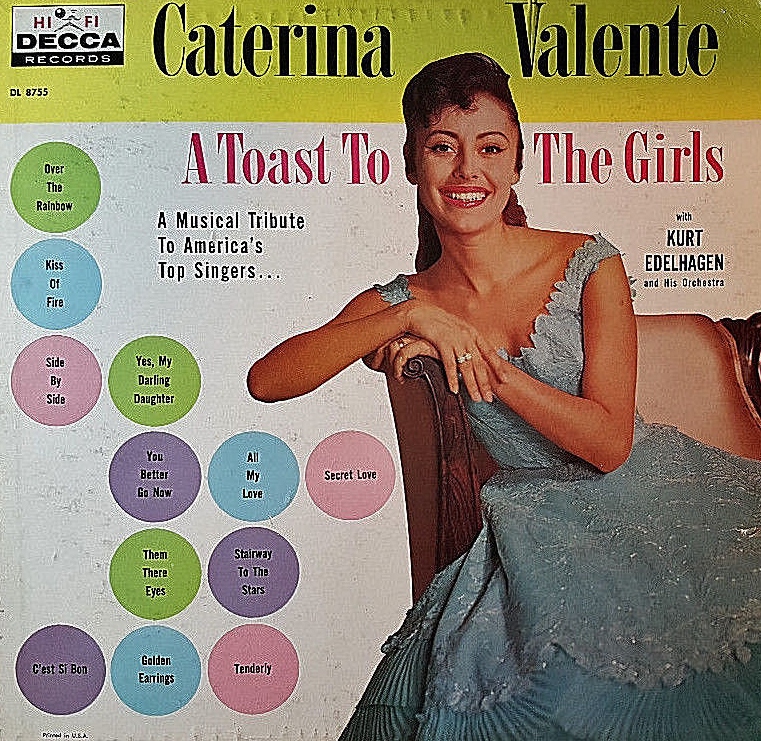 HI FI
DECCA
RECORDS
DL 8755
Caterina Valente
A Toast To The Girls
A Musical Tribute
To America's
Top Singers...
with
KURT
EDELHAGEN
and His Orchestra
Over
The
Rainbow
Kiss
Of
Fire
Side
By
Side
Yes, My
Darling
Daughter
You
Better
Go Now
All
My
Love
Secret Love
Them
There
Eyes
Stairway
To The
Stars
C'est Si Bon
Golden
Earrings
Tenderly
Printed in U.S.A.